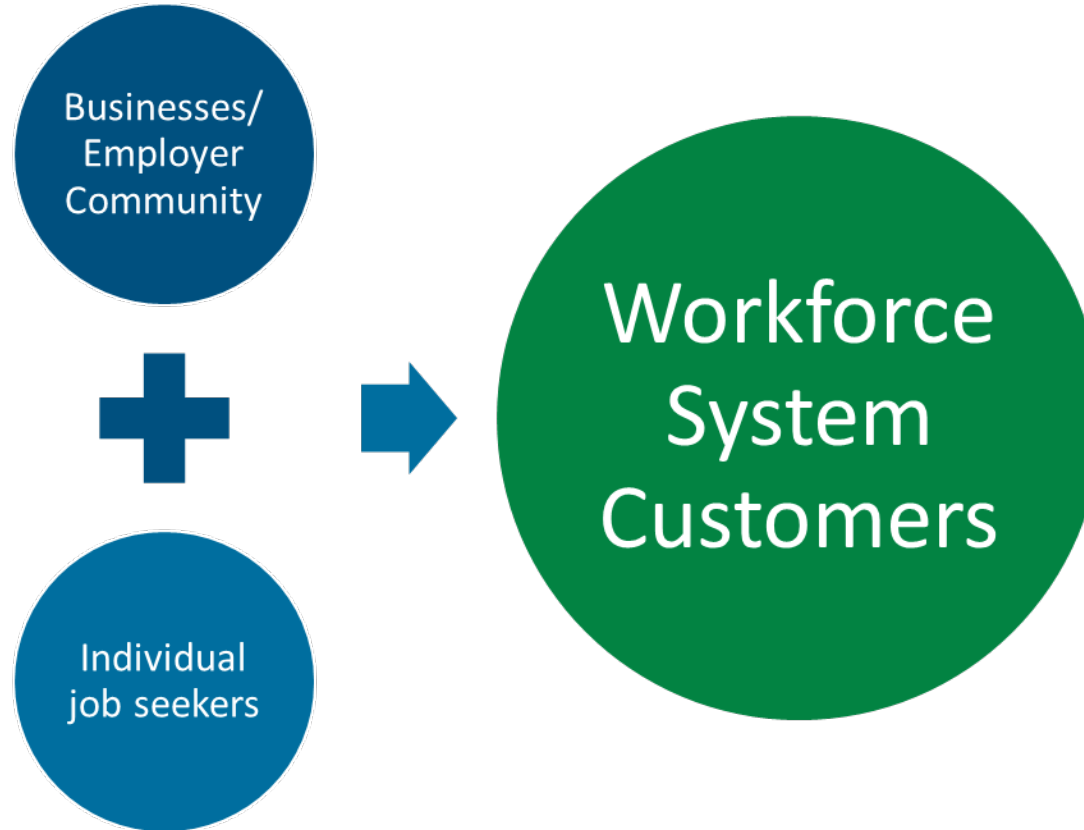 Businesses/
Employer
Community
Individual
job seekers
Workforce
System
Customers